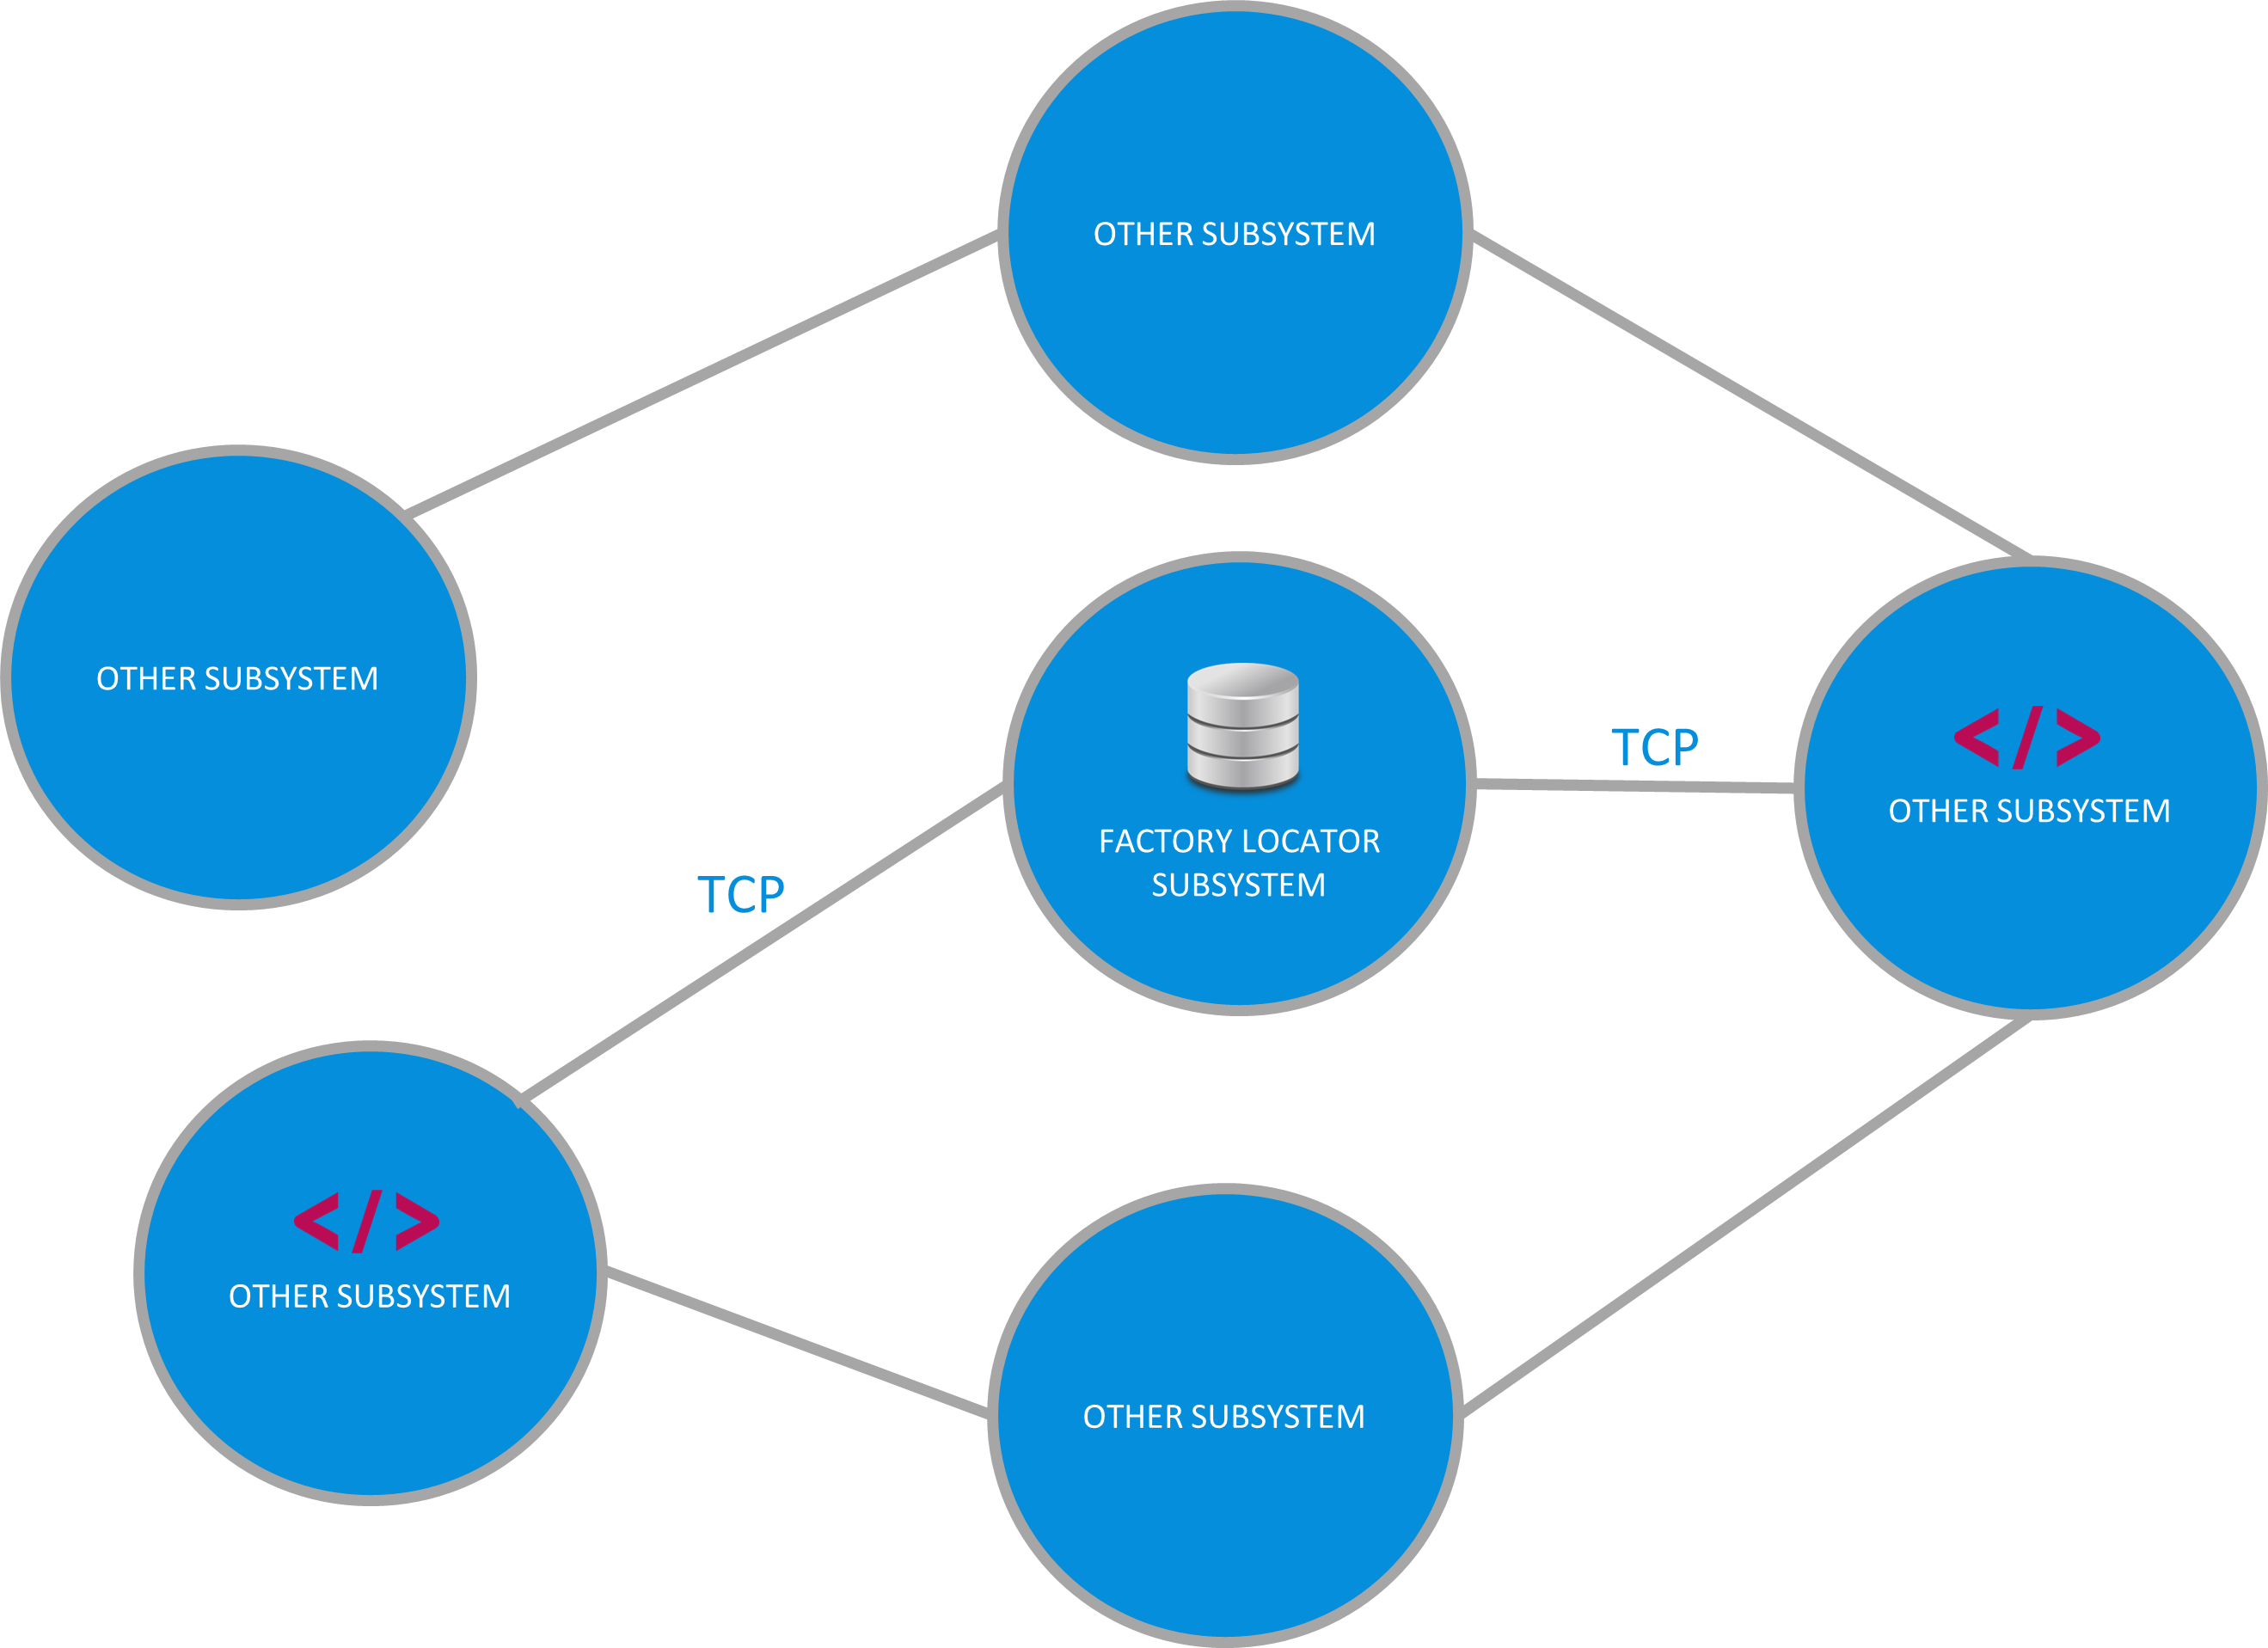 OTHER SUBSYSTEM
OTHER SUBSYSTEM
TCP
</>
OTHER SUBSYSTEM
FACTORY LOCATOR
SUBSYSTEM
TCP
</>
OTHER SUBSYSTEM
OTHER SUBSYSTEM